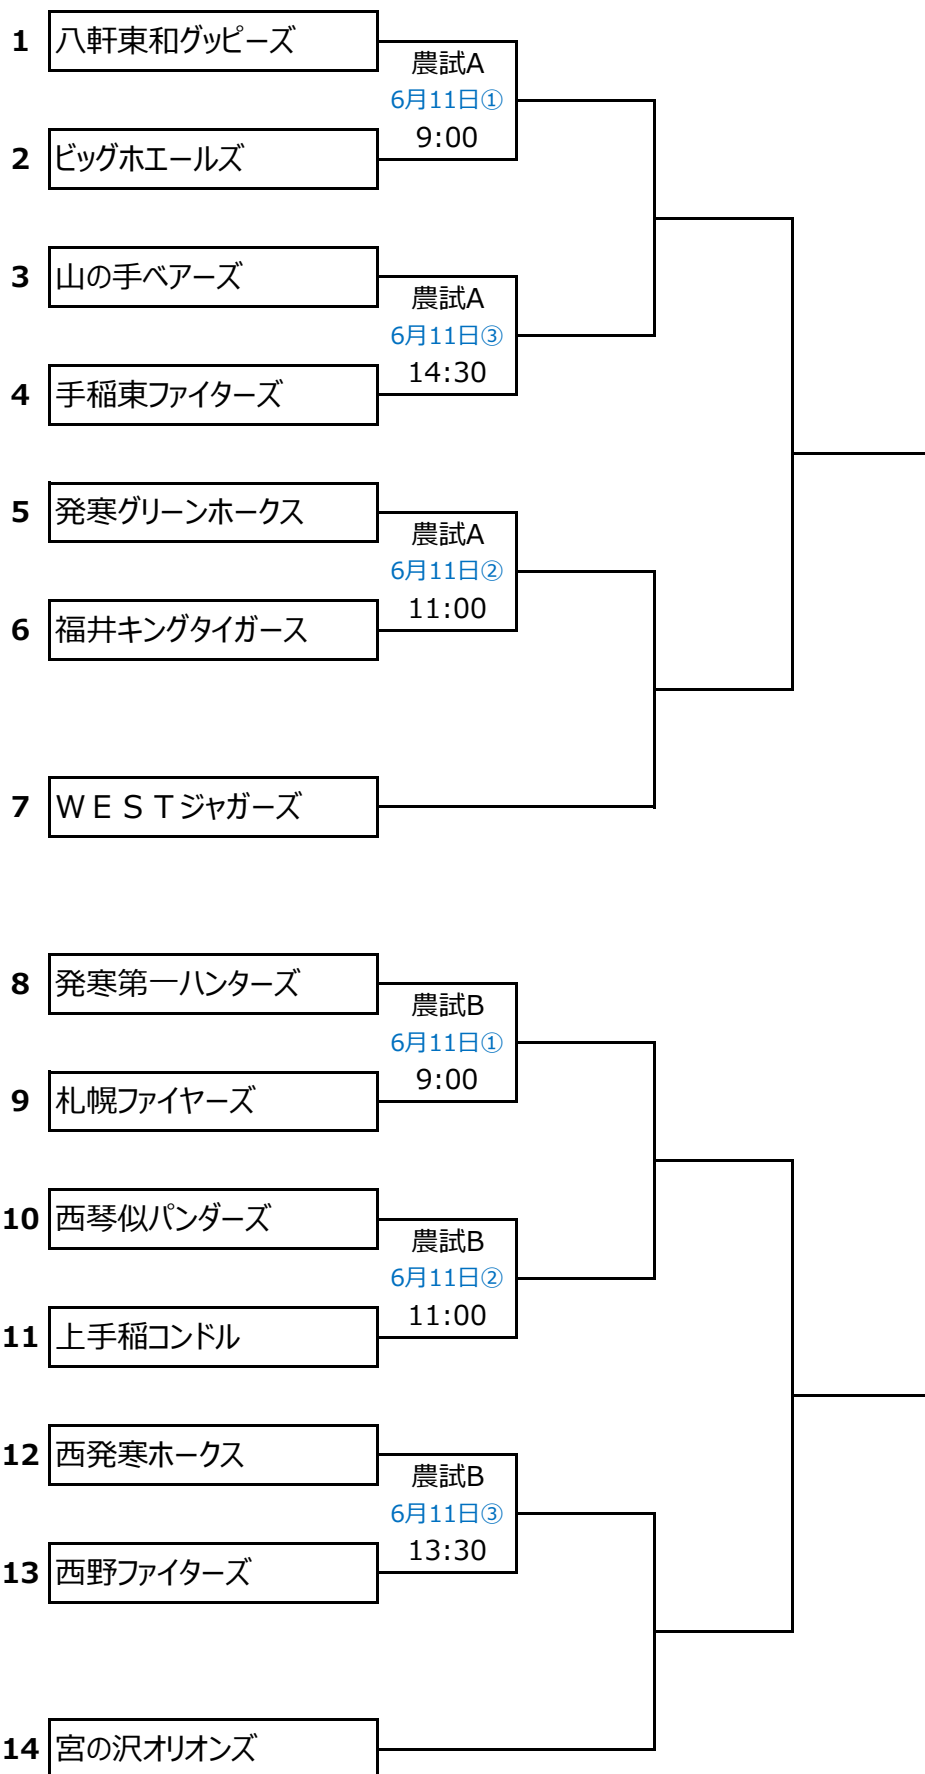 1 八軒東和グッピーズ
農試A
6月11日①
9:00
2 ビッグホエールズ
3 山の手ベアーズ
農試A
6月11日③
14:30
4 手稲東ファイターズ
5 発寒グリーンホークス
農試A
6月11日②
11:00
6 福井キングタイガース
7 ＷＥＳＴジャガーズ
8 発寒第一ハンターズ
農試B
6月11日①
9:00
9 札幌ファイヤーズ
10 西琴似パンダーズ
農試B
6月11日②
11:00
11 上手稲コンドル
12 西発寒ホークス
農試B
6月11日③
13:30
13 西野ファイターズ
14 宮の沢オリオンズ